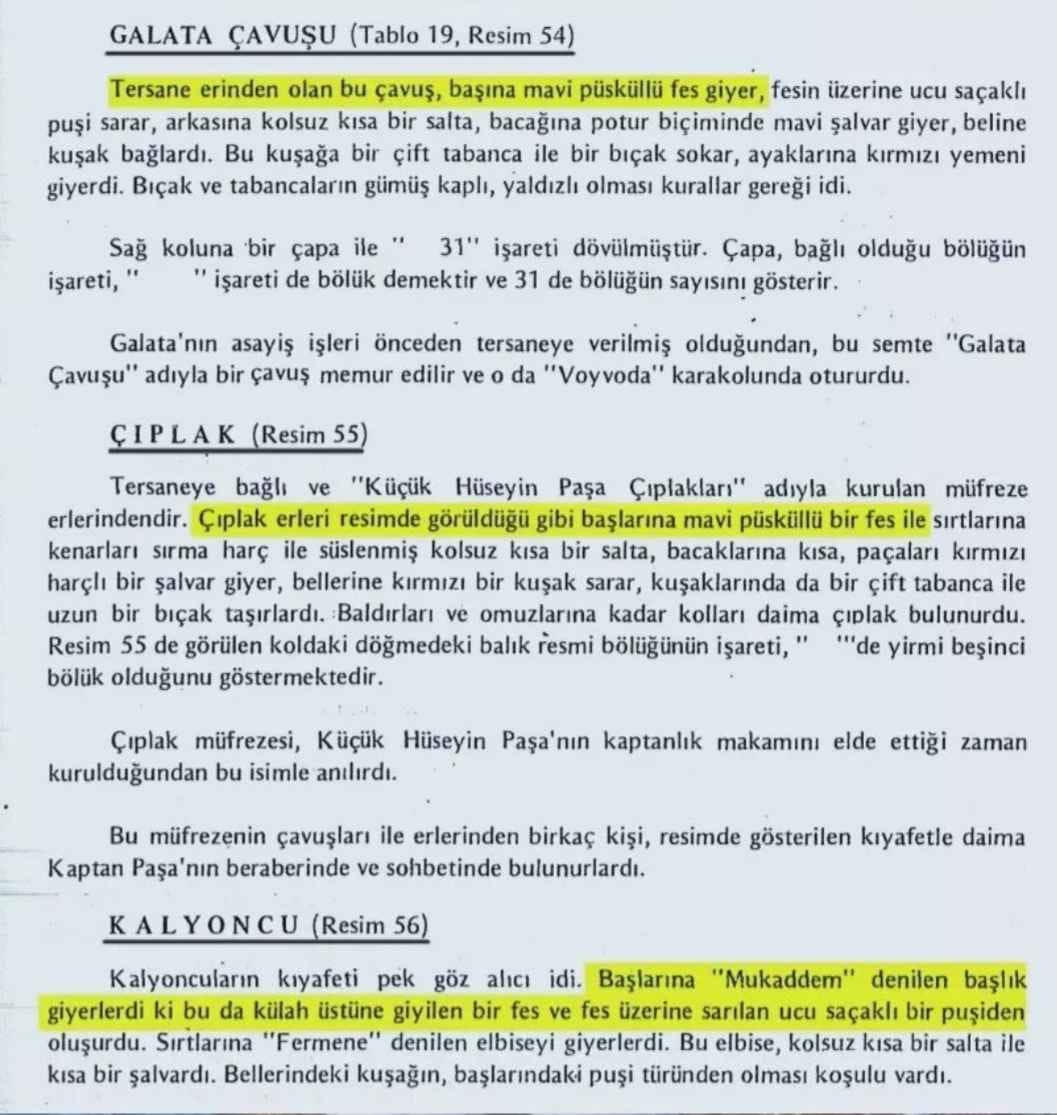 GALATA ÇAVUŞU (Tablo 19, Resim 54)
Tersane erinden olan bu çavuş, başına mavi püsküllü fes giyer, fesin üzerine ucu saçaklı
puşi sarar, arkasına kolsuz kısa bir salta, bacağına potur biçiminde mavi şalvar giyer, beline
kuşak bağlardı. Bu kuşağa bir çift tabanca ile bir bıçak sokar, ayaklarına kırmızı yemeni
giyerdi. Bıçak ve tabancaların gümüş kaplı, yaldızlı olması kurallar gereği idi.
Sağ koluna bir çapa ile " 31" işareti dövülmüştür. Çapa, bağlı olduğu bölüğün
işareti, " " işareti de bölük demektir ve 31 de bölüğün sayısını gösterir.
Galata'nın asayiş işleri önceden tersaneye verilmiş olduğundan, bu semte "Galata
Çavuşu" adıyla bir çavuş memur edilir ve o da "Voyvoda" karakolunda otururdu.
ÇIPLAK (Resim 55)
Tersaneye bağlı ve "Küçük Hüseyin Paşa Çıplakları" adıyla kurulan müfreze
erlerindendir. Çıplak erleri resimde görüldüğü gibi başlarına mavi püsküllü bir fes ile sırtlarına
kenarları sırma harç ile süslenmiş kolsuz kısa bir salta, bacaklarına kısa, paçaları kırmızı
harçlı bir şalvar giyer, bellerine kırmızı bir kuşak sarar, kuşaklarında da bir çift tabanca ile
uzun bir bıçak taşırlardı. Baldırları ve omuzlarına kadar kolları daima çıplak bulunurdu.
Resim 55 de görülen koldaki döğmedeki balık resmi bölüğünün işareti, " "'de yirmi beşinci
bölük olduğunu göstermektedir.
Çıplak müfrezesi, Küçük Hüseyin Paşa'nın kaptanlık makamını elde ettiği zaman
kurulduğundan bu isimle anılırdı.
Bu müfrezenin çavuşları ile erlerinden birkaç kişi, resimde gösterilen kıyafetle daima
Kaptan Paşa'nın beraberinde ve sohbetinde bulunurlardı.
KALYONCU (Resim 56)
Kalyoncuların kıyafeti pek göz alıcı idi. Başlarına "Mukaddem" denilen başlık
giyerlerdi ki bu da külah üstüne giyilen bir fes ve fes üzerine sarılan ucu saçaklı bir puşiden
oluşurdu. Sırtlarına "Fermene" denilen elbiseyi giyerlerdi. Bu elbise, kolsuz kısa bir salta ile
kısa bir şalvardı. Bellerindeki kuşağın, başlarındaki puşi türünden olması koşulu vardı.